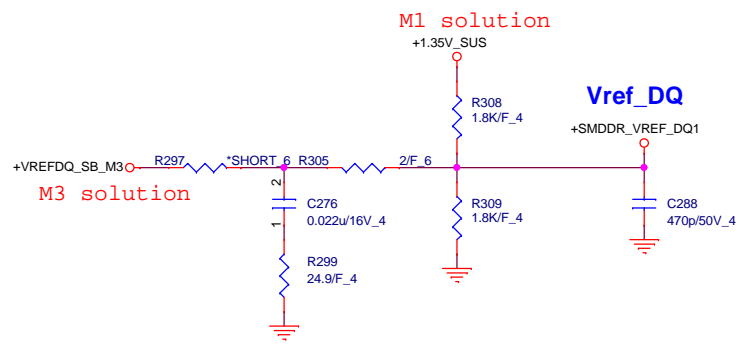 M1 solution
+1.35V_SUS
R308
1.8K/F_4
Vref_DQ
+SMDDR_VREF_DQ1
+VREFDQ_SB_M3
R297
*SHORT_6
R305
2/F_6
M3 solution
2
1
C276
0.022u/16V_4
R309
1.8K/F_4
C288
470p/50V_4
R299
24.9/F_4